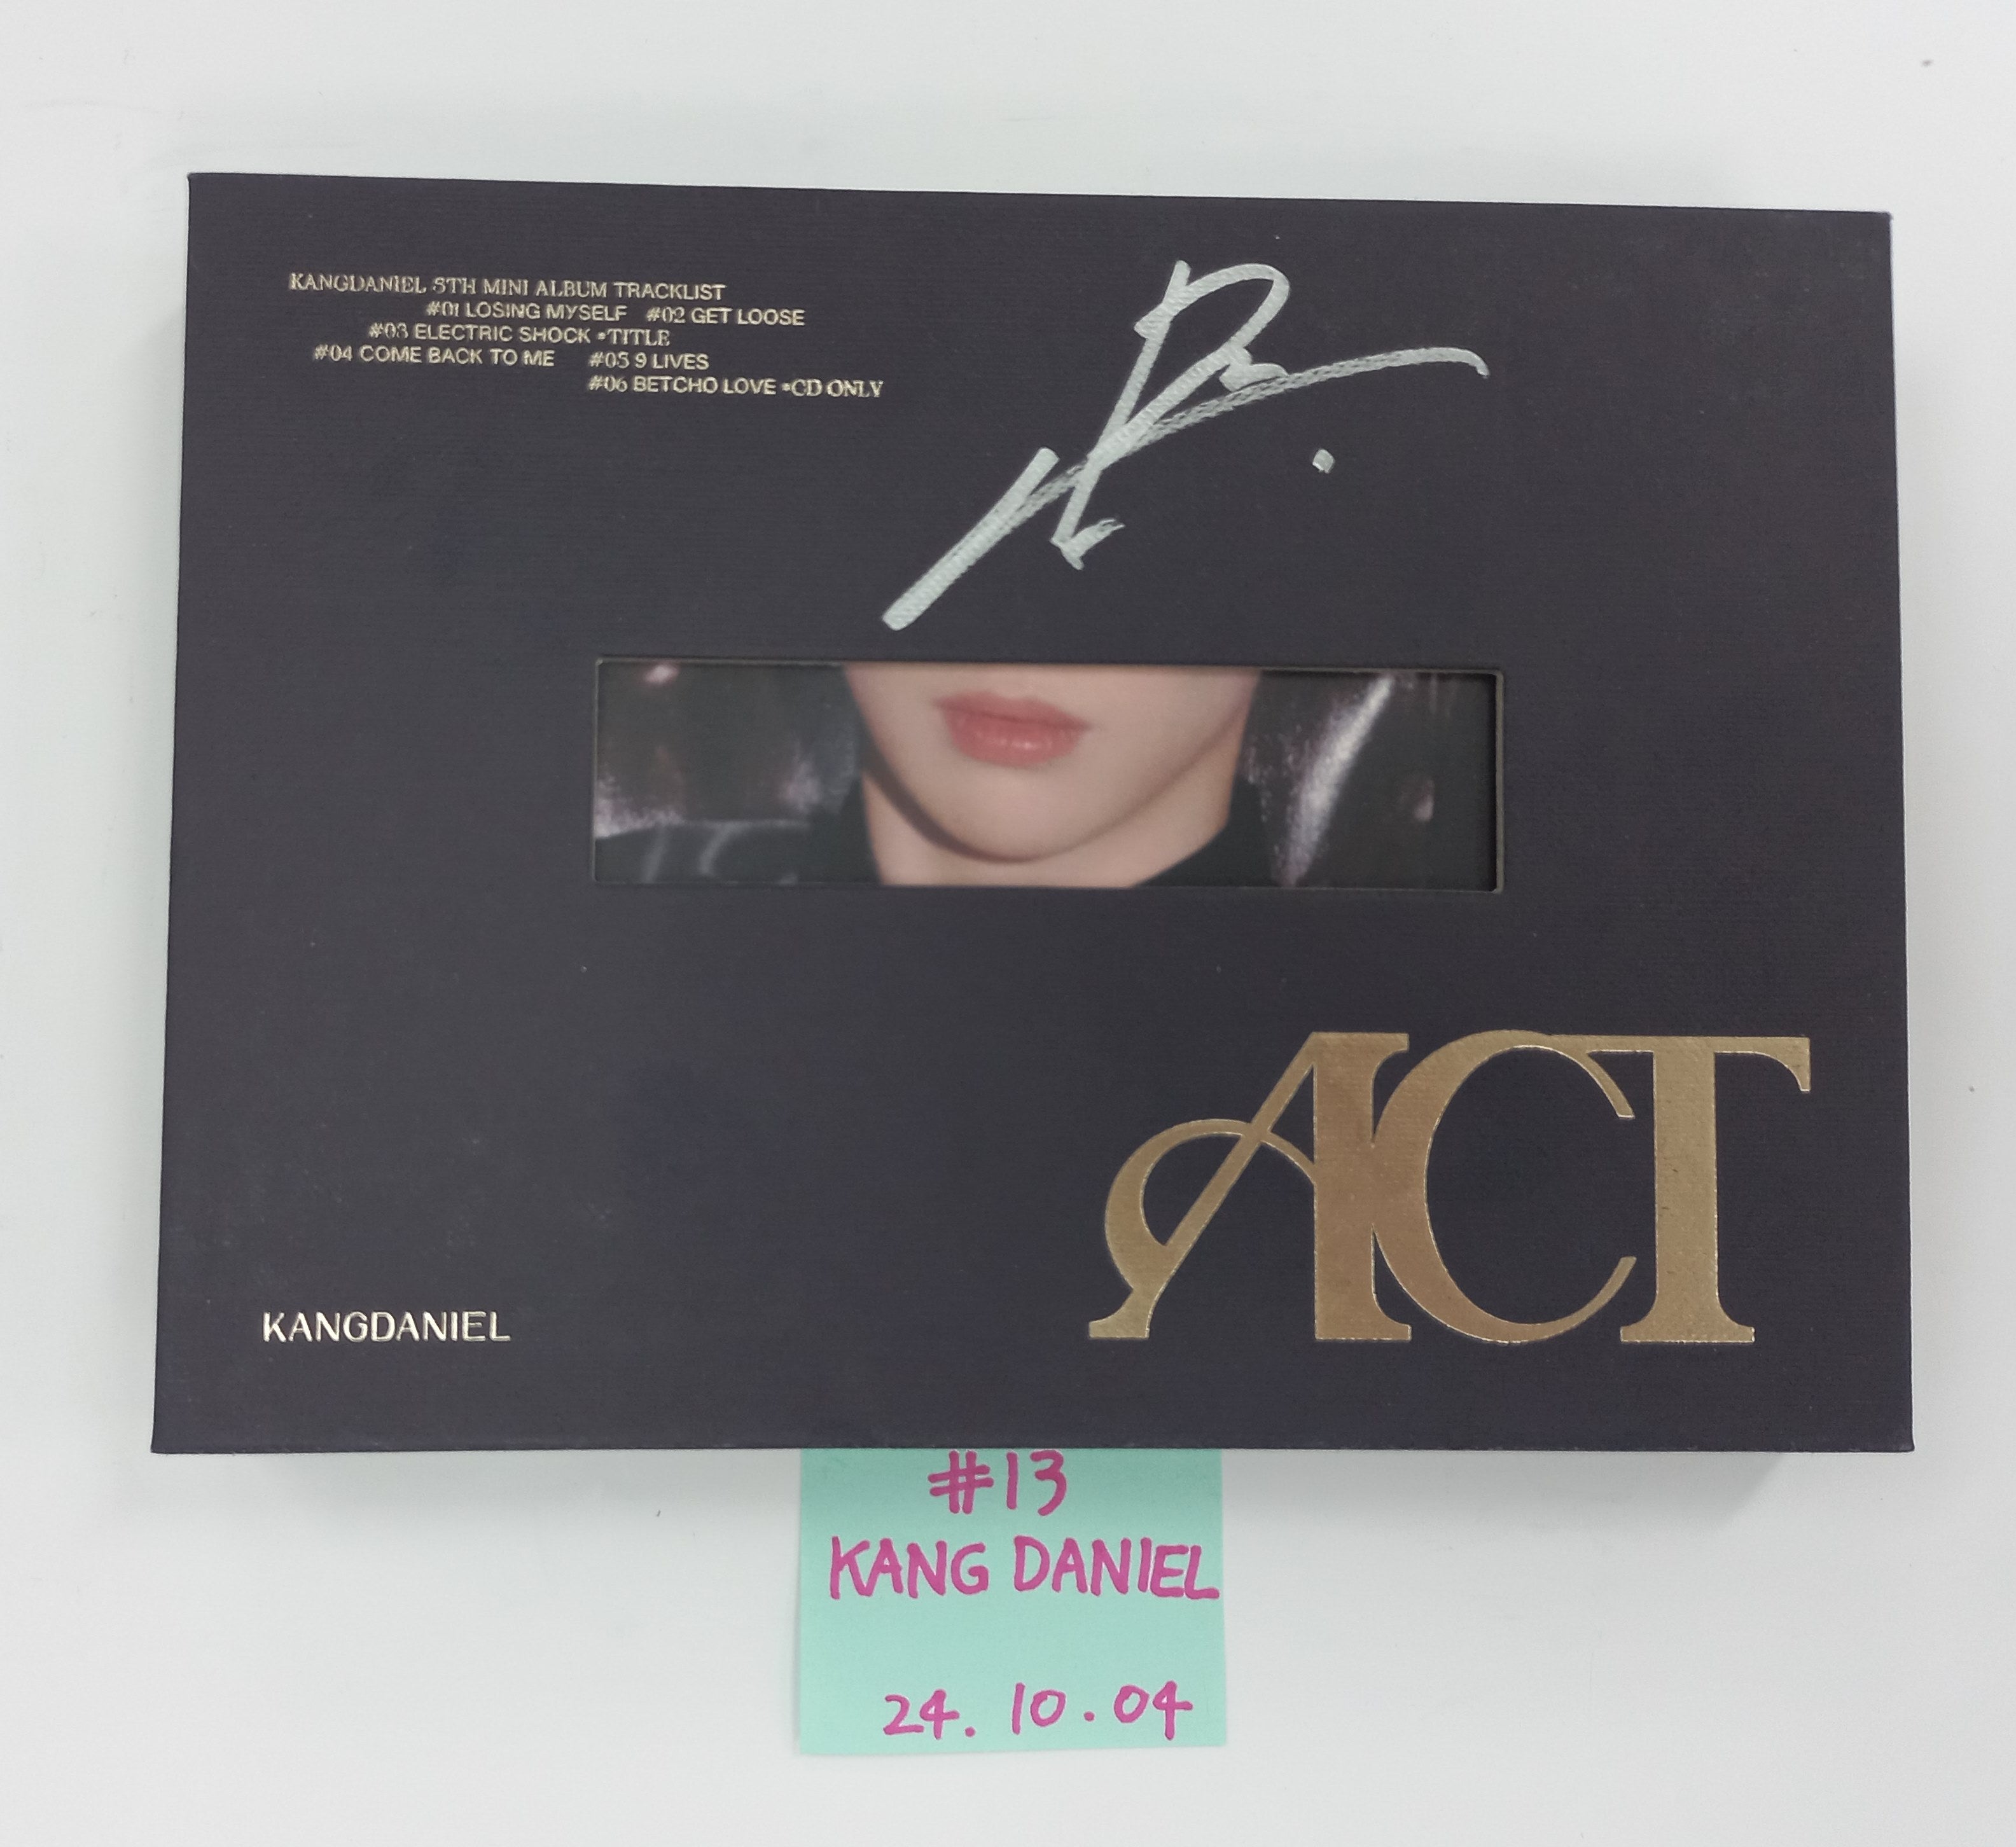 KANGDANIEL 5TH MINI ALBUM TRACKLIST
#01 LOSING MYSELF #02 GET LOOSE
#03 ELECTRIC SHOCK *TITLE
#04 COME BACK TO ME #05 9 LIVES
#06 BETCHO LOVE *CD ONLY
ACT
KANGDANIEL
#13
KANG DANIEL
24. 10. 04